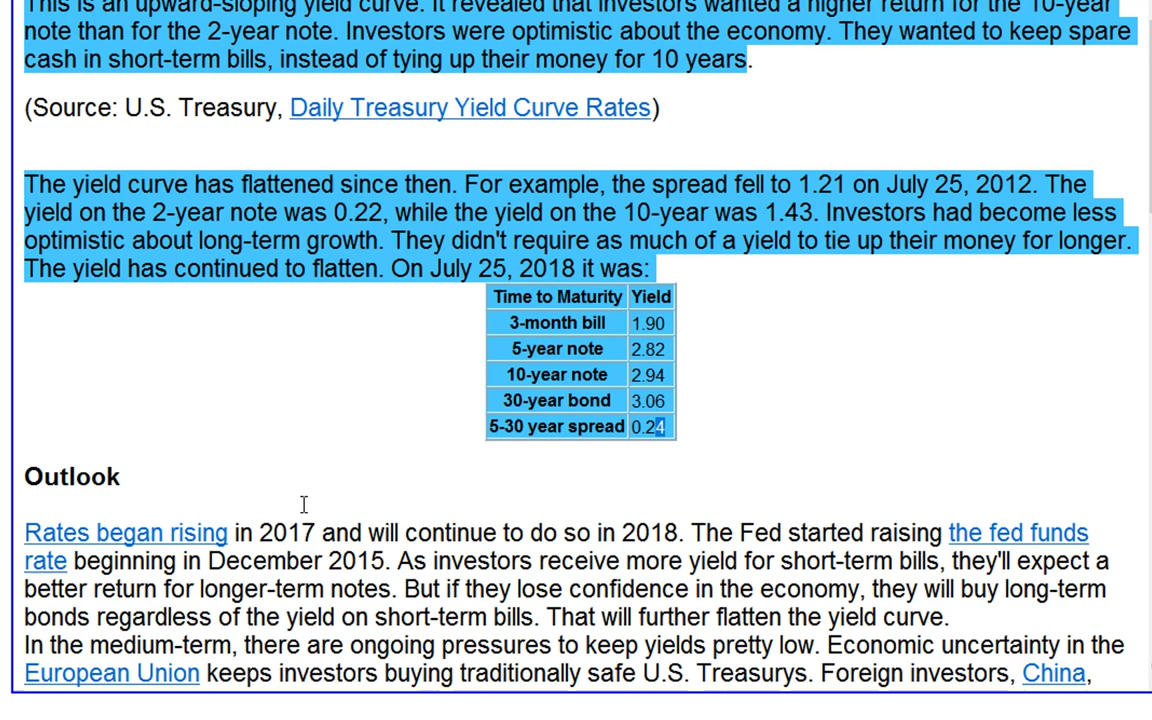 This is an upward-sloping yield curve. It revealed that investors wanted a higher return for the 10-year
note than for the 2-year note. Investors were optimistic about the economy. They wanted to keep spare
cash in short-term bills, instead of tying up their money for 10 years.
(Source: U.S. Treasury, Daily Treasury Yield Curve Rates)
The yield curve has flattened since then. For example, the spread fell to 1.21 on July 25, 2012. The
yield on the 2-year note was 0.22, while the yield on the 10-year was 1.43. Investors had become less
optimistic about long-term growth. They didn't require as much of a yield to tie up their money for longer.
The yield has continued to flatten. On July 25, 2018 it was:
Time to Maturity Yield
3-month bill 1.90
5-year note 2.82
10-year note 2.94
30-year bond 3.06
5-30 year spread 0.24
Outlook
Rates began rising in 2017 and will continue to do so in 2018. The Fed started raising the fed funds
rate beginning in December 2015. As investors receive more yield for short-term bills, they'll expect a
better return for longer-term notes. But if they lose confidence in the economy, they will buy long-term
bonds regardless of the yield on short-term bills. That will further flatten the yield curve.
In the medium-term, there are ongoing pressures to keep yields pretty low. Economic uncertainty in the
European Union keeps investors buying traditionally safe U.S. Treasurys. Foreign investors, China,